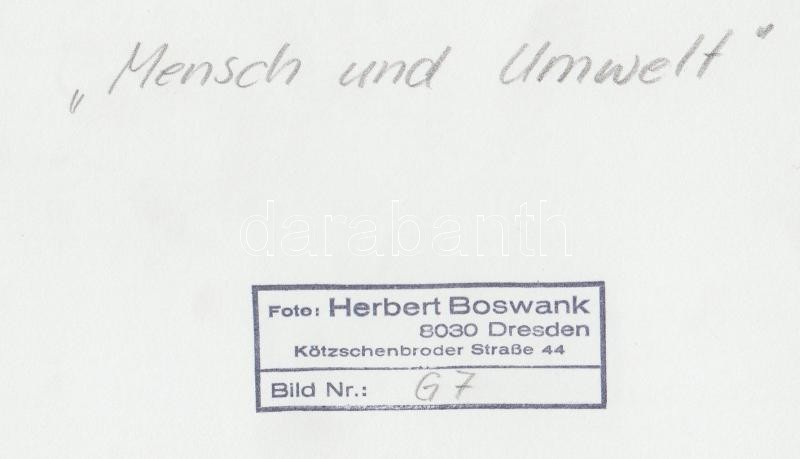 „Mensch und Umwelt"
darabanth
Foto: Herbert Boswank
8030 Dresden
Kötzschenbroder Straße 44
Bild Nr.: G7